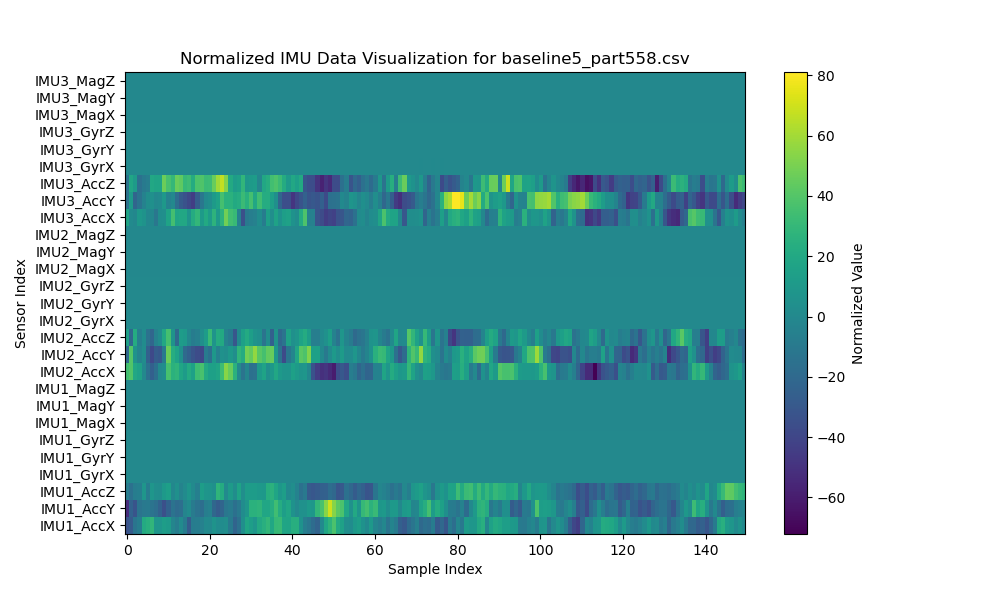 Normalized IMU Data Visualization for baseline5_part558.csv
IMU3_MagZ
IMU3_MagY
IMU3_MagX
IMU3_GyrZ
IMU3_GyrY
IMU3_GyrX
IMU3_AccZ
IMU3_AccY
IMU3_AccX
IMU2_MagZ
IMU2_MagY
IMU2_MagX
IMU2_GyrZ
IMU2_GyrY
IMU2_GyrX
IMU2_AccZ
IMU2_AccY
IMU2_AccX
IMU1_MagZ
IMU1_MagY
IMU1_MagX
IMU1_GyrZ
IMU1_GyrY
IMU1_GyrX
IMU1_AccZ
IMU1_AccY
IMU1_AccX
Sensor Index
0 20 40 60 80 100 120 140
Sample Index
80
60
40
20
0
−20
−40
−60
Normalized Value